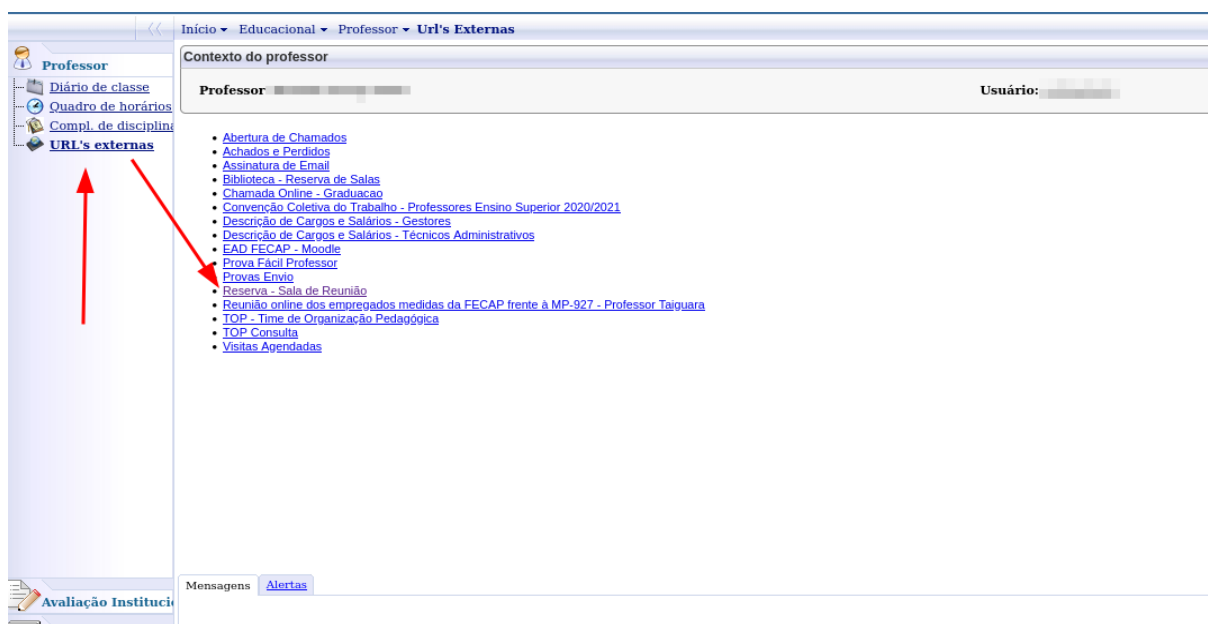 Início Educacional Professor Url's Externas
Professor
Diário de classe
Quadro de horários
Compl. de disciplina
URL's externas
Contexto do professor
Professor
Usuário:
Abertura de Chamados
Achados e Perdidos
Assinatura de Email
Biblioteca - Reserva de Salas
Chamada Online - Graduacao
Convenção Coletiva do Trabalho - Professores Ensino Superior 2020/2021
Descrição de Cargos e Salários - Gestores
Descrição de Cargos e Salários - Técnicos Administrativos
EAD FECAP - Moodle
Prova Fácil Professor
Provas Envio
Reserva - Sala de Reunião
Reunião online dos empregados medidas da FECAP frente à MP-927 - Professor Taiguara
TOP - Time de Organização Pedagógica
TOP Consulta
Visitas Agendadas
Mensagens Alertas
Avaliação Instituci